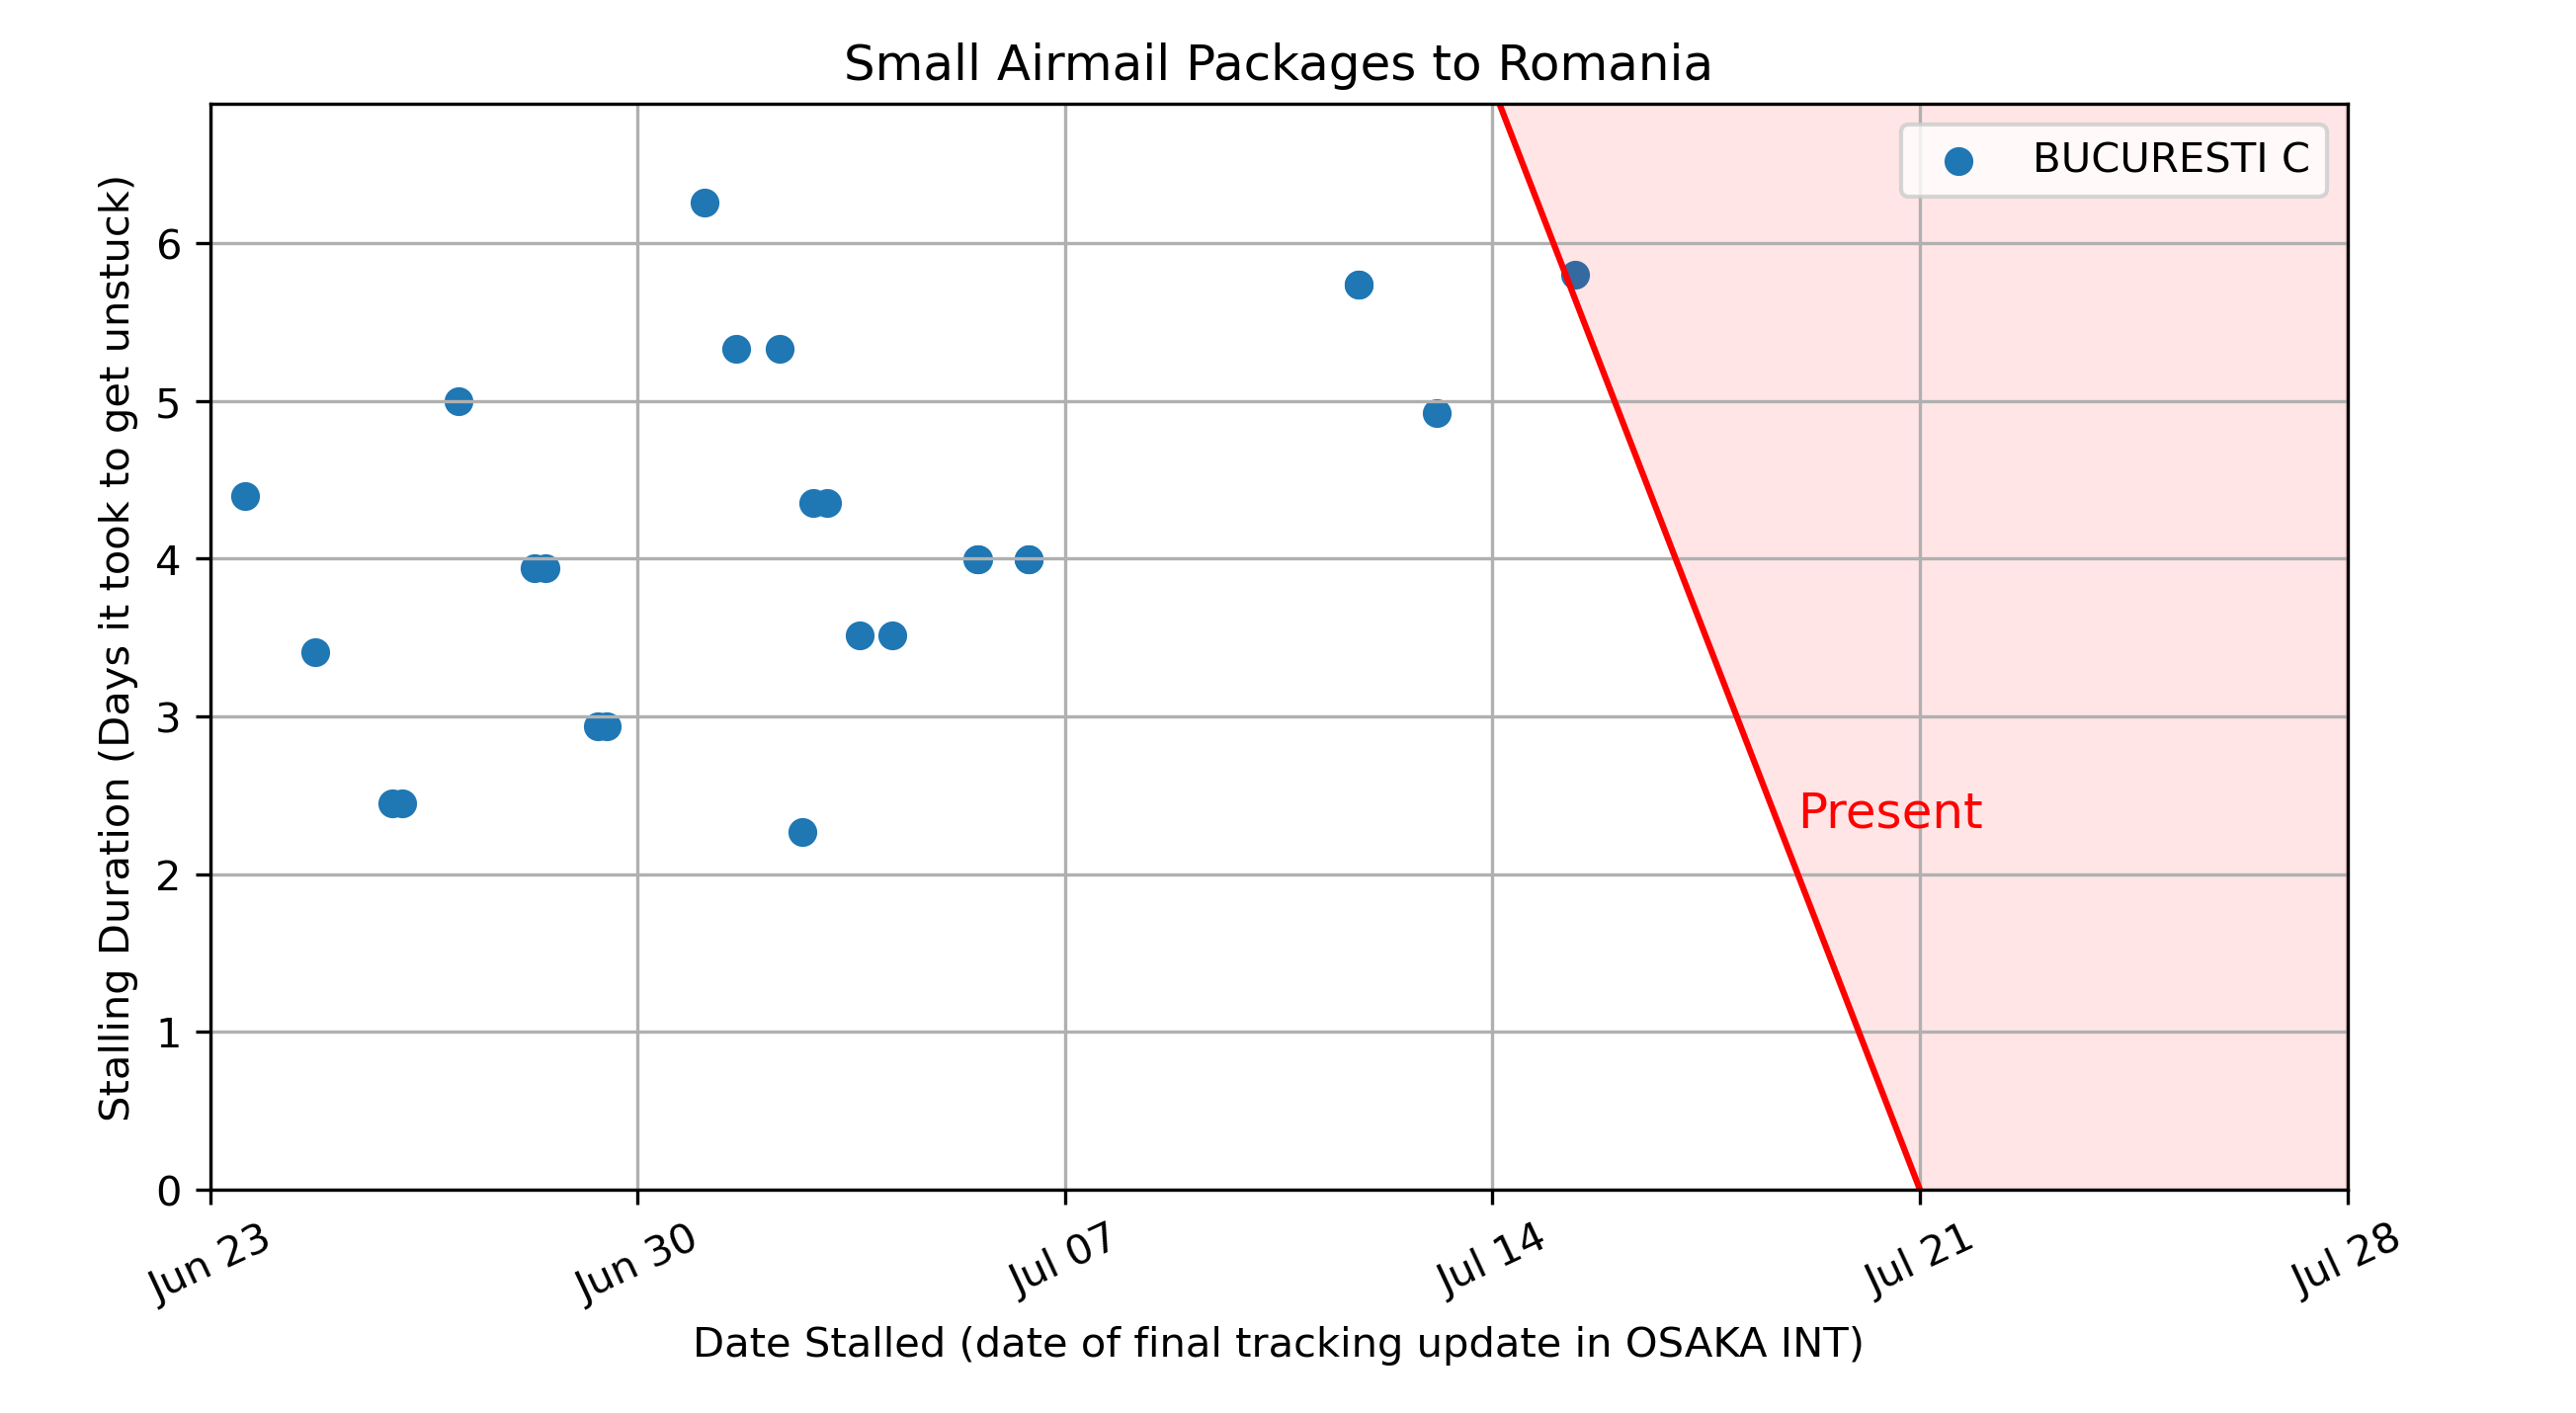 Small Airmail Packages to Romania
BUCURESTI C
Stalling Duration (Days it took to get unstuck)
6
5
4
3
2
1
0
Present
Jun 23
Jun 30
Jul 07
Jul 14
Jul 21
Jul 28
Date Stalled (date of final tracking update in OSAKA INT)